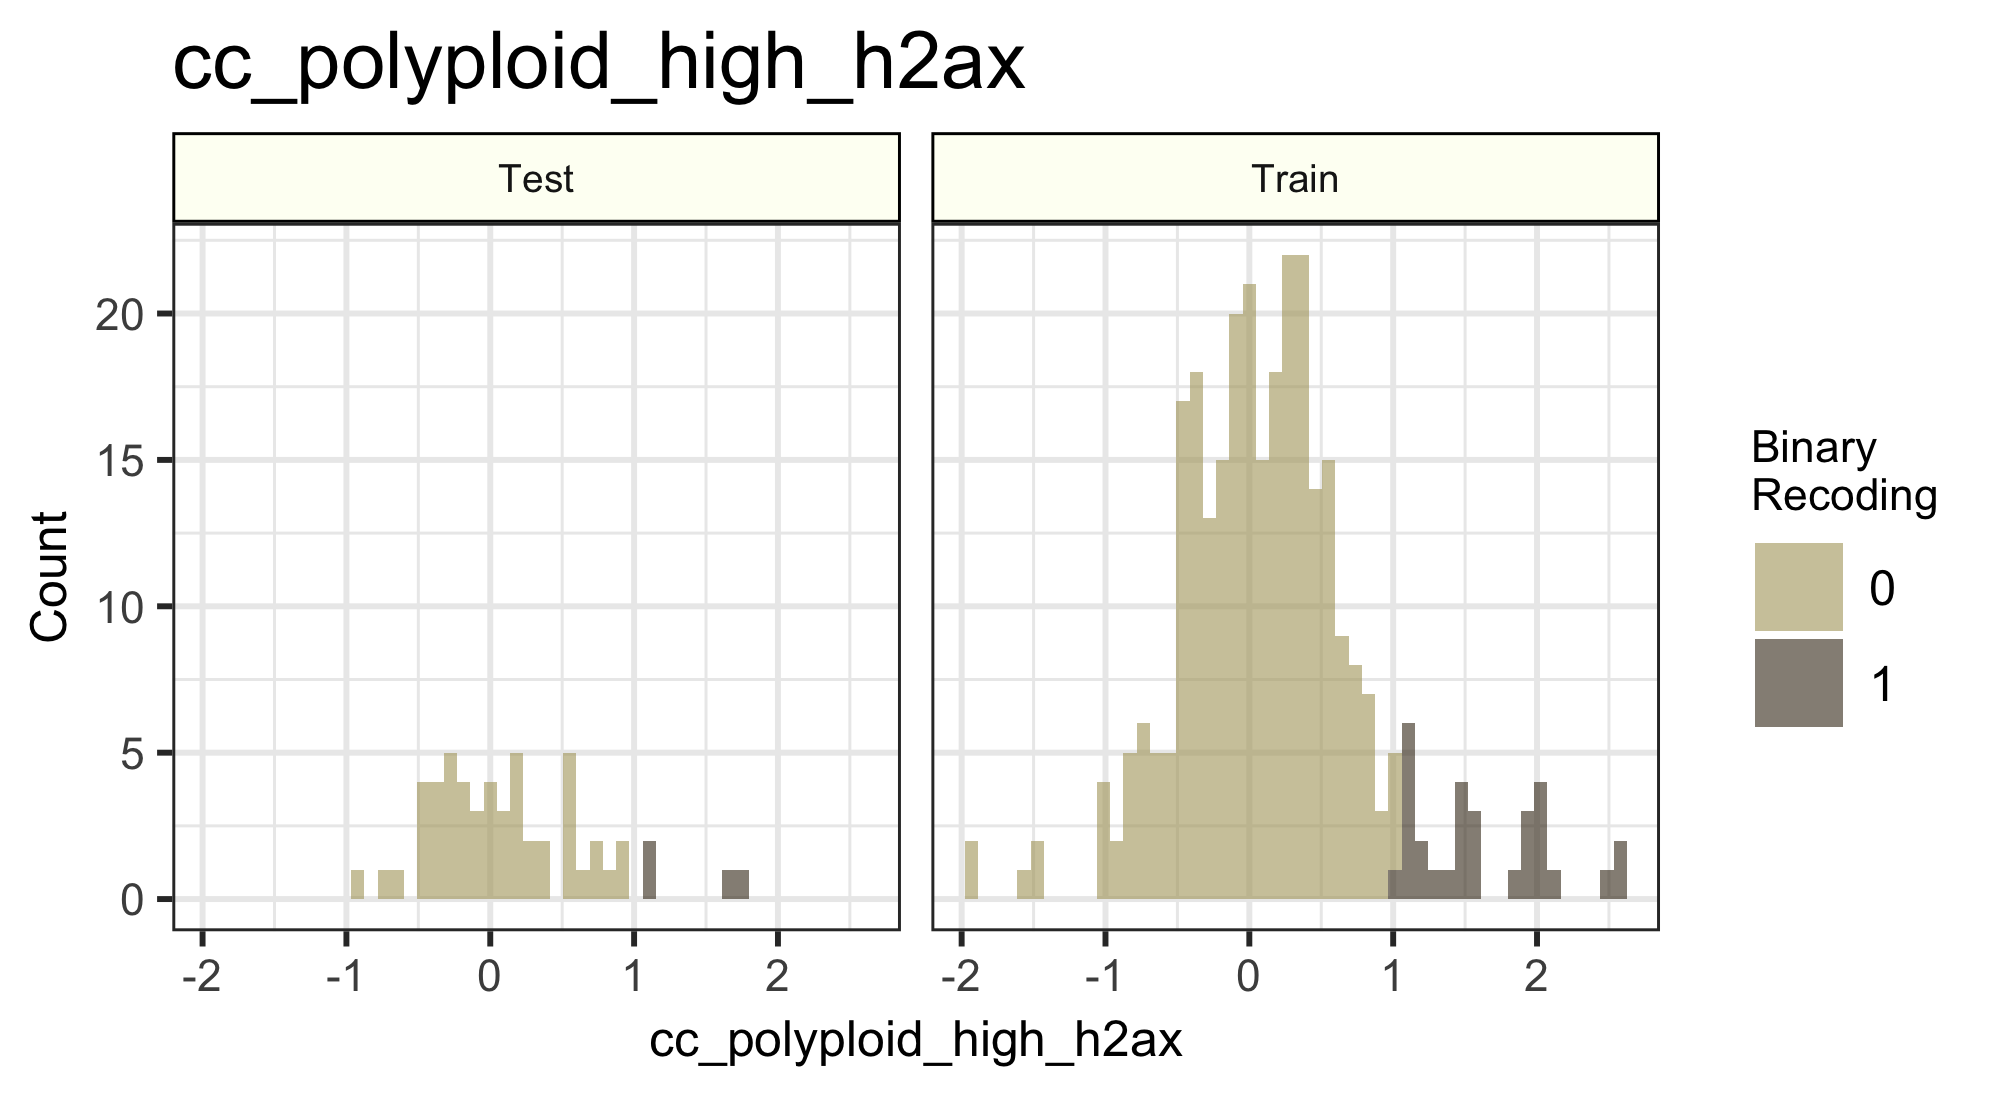 cc_polyploid_high_h2ax
Test
Train
20
15
10
5
0
Count
-2 -1 0 1 2
-2 -1 0 1 2
cc_polyploid_high_h2ax
Binary
Recoding
0
1